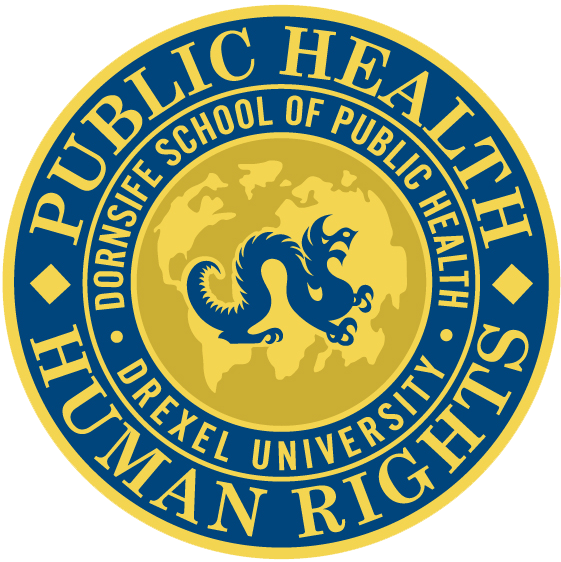 PUBLIC HEALTH
DORNSIFE SCHOOL OF PUBLIC HEALTH
• DREXEL UNIVERSITY •
HUMAN RIGHTS